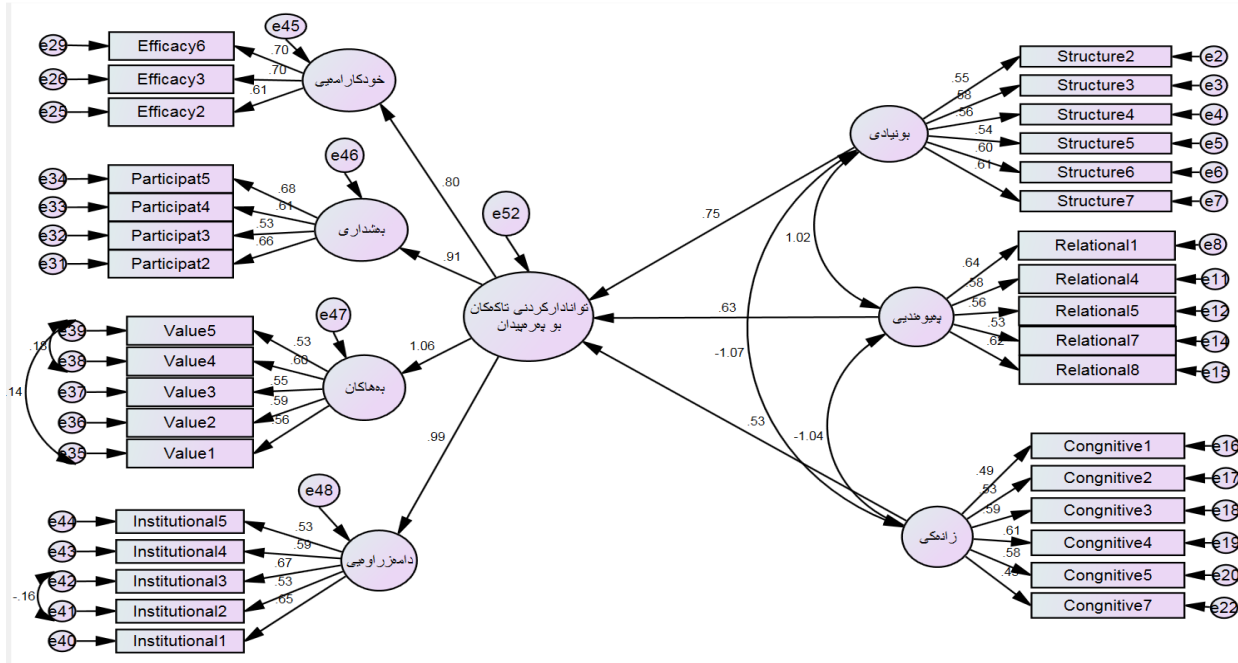 e45
e29
Efficacy6
.70
e26
Efficacy3
.70
خودکارامەیی
e25
Efficacy2
.61
e46
.80
e34
Participat5
.68
e33
Participat4
.61
بەشداری
e32
Participat3
.53
e31
Participat2
.66
.91
e52
توانادارکردنی تاکەکان
بو پەرەپیدان
e47
1.06
e39
Value5
.53
e38
Value4
.60
بەهاکان
e37
Value3
.55
e36
Value2
.59
e35
Value1
.56
.14
.99
e48
e44
Institutional5
.53
e43
Institutional4
.59
دامەزراوەیی
e42
Institutional3
.67
e41
Institutional2
.53
e40
Institutional1
.65
-.16
Structure2
e2
.55
Structure3
e3
.58
بونیادی
Structure4
e4
.56
Structure5
e5
.54
Structure6
e6
.60
Structure7
e7
.61
.75
1.02
Relational1
e8
.64
Relational4
e11
.58
پەیوەندیی
Relational5
e12
.56
Relational7
e14
.53
Relational8
e15
.62
.63
-1.07
-1.04
.53
Congnitive1
e16
.49
Congnitive2
e17
.53
Congnitive3
e18
.59
زادەکی
Congnitive4
e19
.61
Congnitive5
e20
.58
Congnitive7
e22